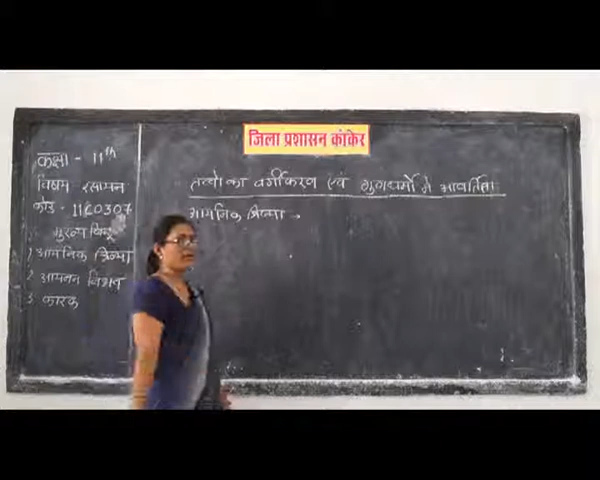 जिला प्रशासन कांकेर
कक्षा - 11th
विषय रसायन
कोड - 11C0307
मुख्य बिन्दू
1 आयनिक त्रिज्या
2. आयनन विभव
3. कारक
तत्वो का वर्गीकरण एवं गुणधर्मो मे आवर्तिता
आयनिक त्रिज्या →